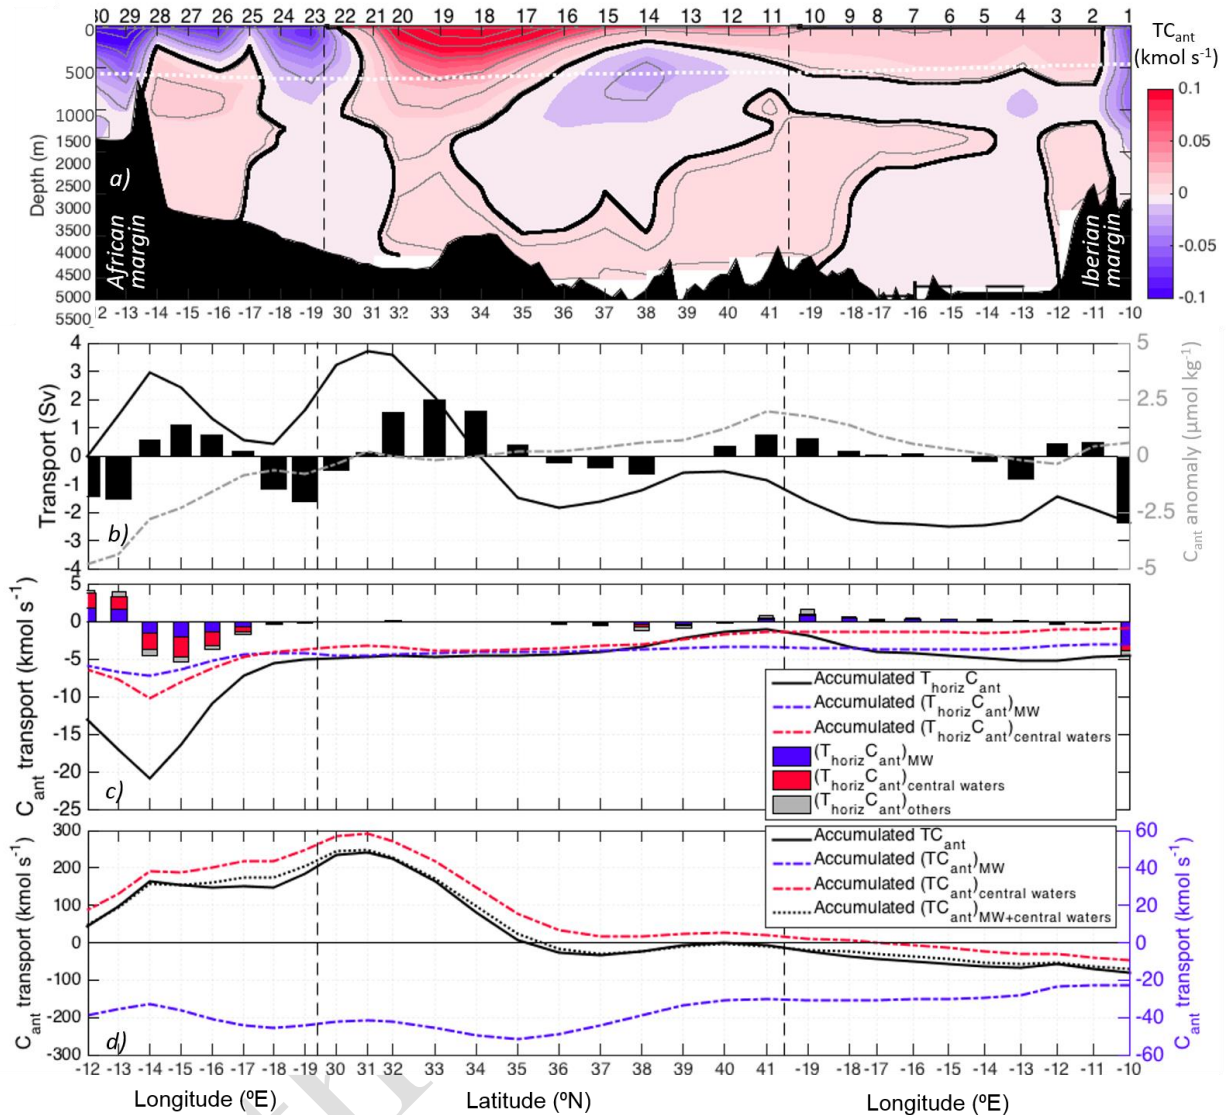 30 29 28 27 26 25 24 23 22 21 20 19 18 17 16 15 14 13 12 11 10 9 8 7 6 5 4 3 2 1
TCant
(kmol s-1)
0
500
1000
1500
2000
2500
3000
3500
4000
4500
5000
5500
Depth (m)
a)
African
margin
Iberian
margin
0.1
0.05
0
-0.05
-0.1
2 -13 -14 -15 -16 -17 -18 -19 30 31 32 33 34 35 36 37 38 39 40 41 -19 -18 -17 -16 -15 -14 -13 -12 -11 -10
4
3
2
1
0
-1
-2
-3
-4
Transport (Sv)
b)
5
2.5
0
-2.5
-5
Cant anomaly (µmol kg-1)
5
0
-5
-10
-15
-20
-25
Cant transport (kmol s-1)
c)
Accumulated ThorizCant
Accumulated (ThorizCant)MW
Accumulated (ThorizCant)central waters
(ThorizCant)MW
(ThorizCant)central waters
(ThorizCant)others
300
200
100
0
-100
-200
-300
Cant transport (kmol s-1)
d)
Accumulated TCant
Accumulated (TCant)MW
Accumulated (TCant)central waters
Accumulated (TCant)MW+central waters
60
40
20
0
-20
-40
-60
Cant transport (kmol s-1)
-12 -13 -14 -15 -16 -17 -18 -19 30 31 32 33 34 35 36 37 38 39 40 41 -19 -18 -17 -16 -15 -14 -13 -12 -11 -10
Longitude (ºE) Latitude (ºN) Longitude (ºE)